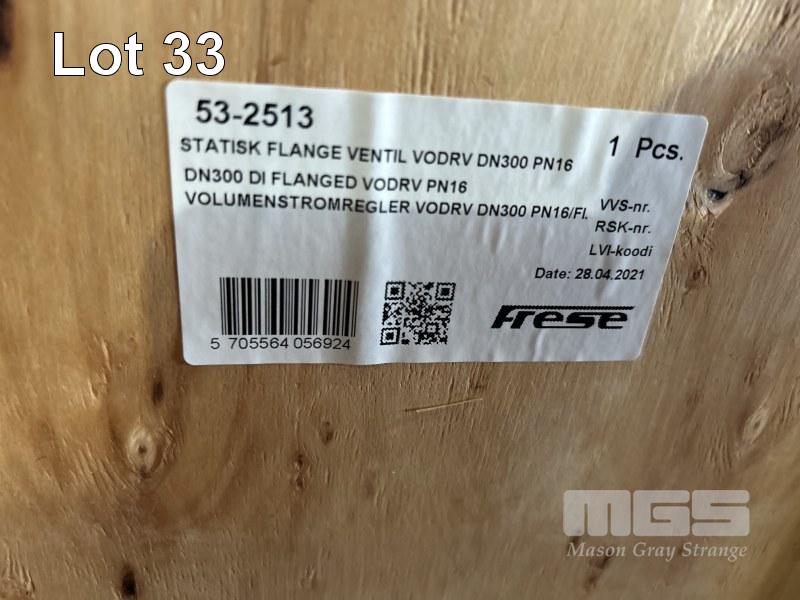 Lot 33
53-2513
1 Pcs.
STATISK FLANGE VENTIL VODRV DN300 PN16
DN300 DI FLANGED VODRV PN16
VOLUMENSTROMREGLER VODRV DN300 PN16/Fl.
VVS-nr.
RSK-nr.
LVI-koodi
Date: 28.04.2021
Frese
5 705564 056924
MGS
Mason Gray Strange